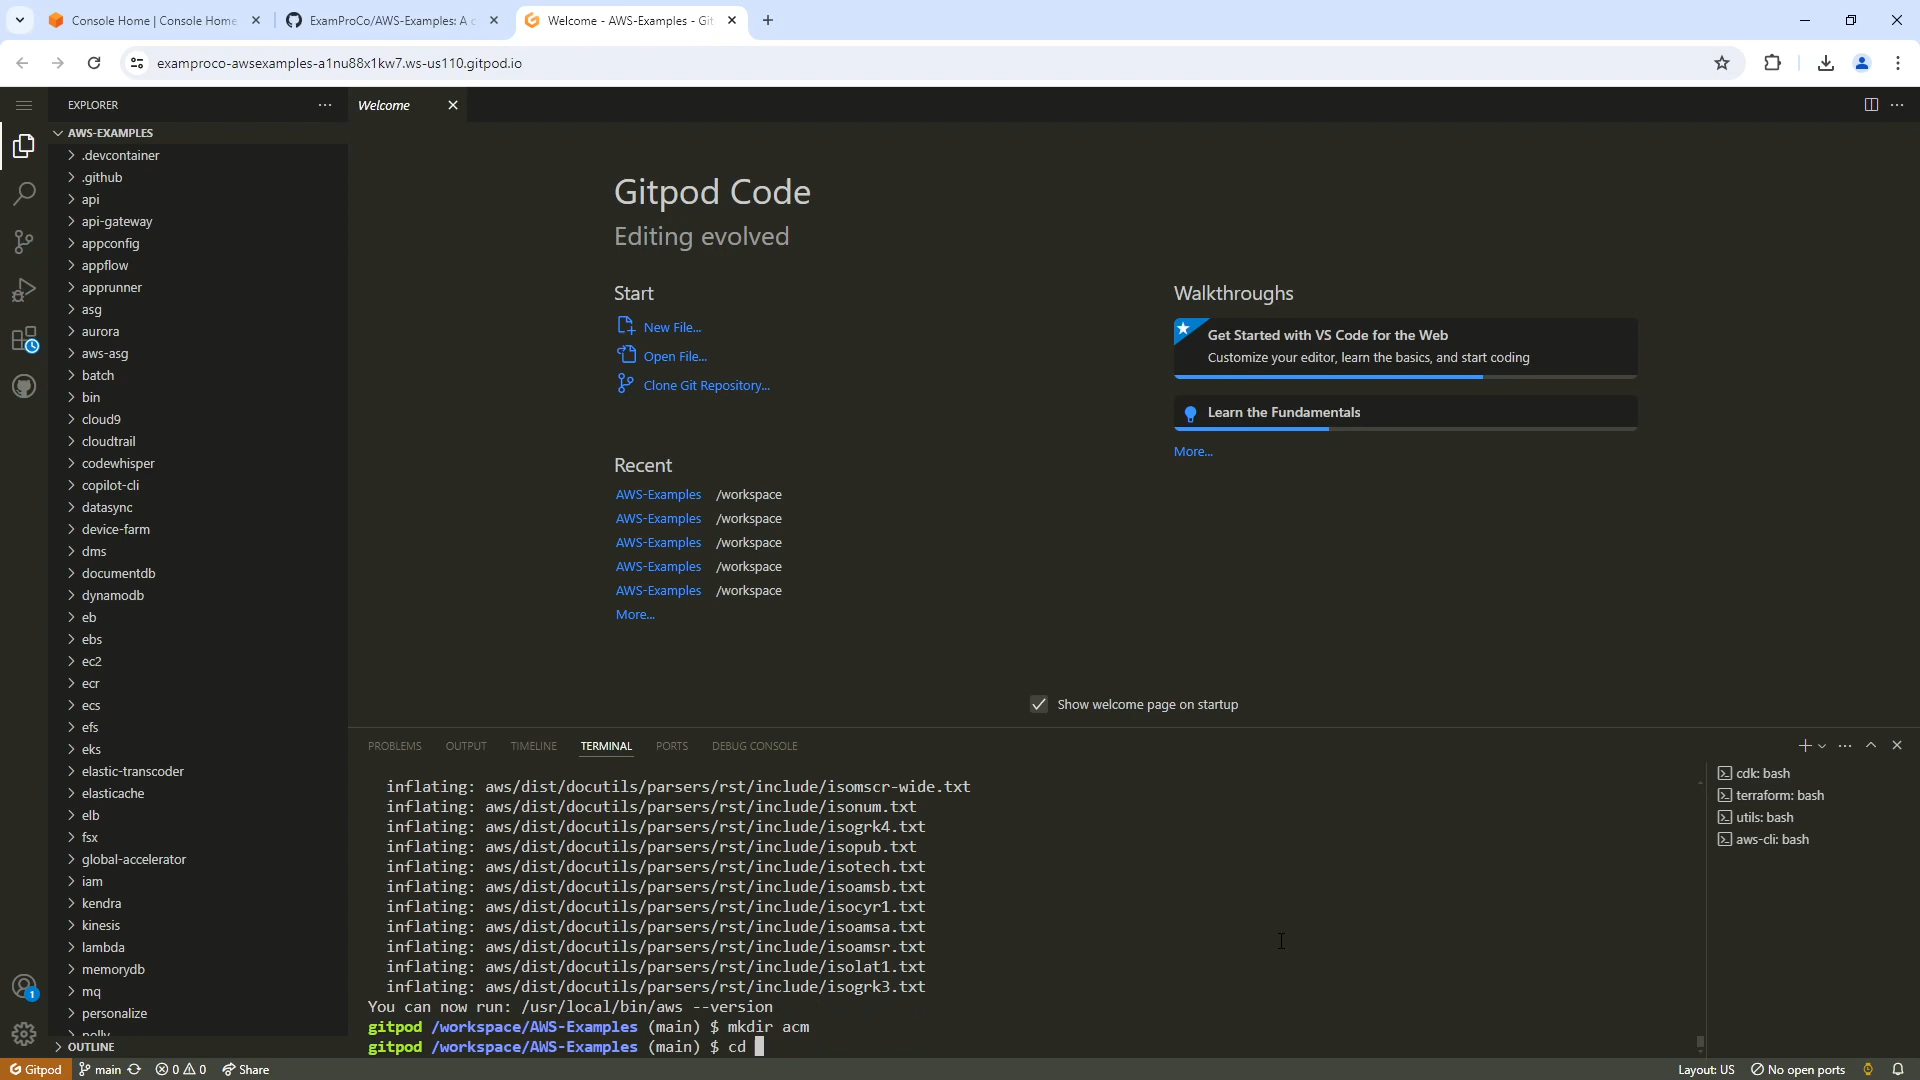 Console Home | Console Home
ExamProCo/AWS-Examples: A c
Welcome - AWS-Examples - Git
examproco-awsexamples-a1nu88x1kw7.ws-us110.gitpod.io
EXPLORER
Welcome
AWS-EXAMPLES
.devcontainer
.github
api
api-gateway
appconfig
appflow
apprunner
asg
aurora
aws-asg
batch
bin
cloud9
cloudtrail
codewhisper
copilot-cli
datasync
device-farm
dms
documentdb
dynamodb
eb
ebs
ec2
ecr
ecs
efs
eks
elastic-transcoder
elasticache
elb
fsx
global-accelerator
iam
kendra
kinesis
lambda
memorydb
mq
personalize
polly
OUTLINE
1
Gitpod Code
Editing evolved
Start
New File...
Open File...
Clone Git Repository...
Recent
AWS-Examples /workspace
AWS-Examples /workspace
AWS-Examples /workspace
AWS-Examples /workspace
AWS-Examples /workspace
More...
Walkthroughs
Get Started with VS Code for the Web
Customize your editor, learn the basics, and start coding
Learn the Fundamentals
More...
Show welcome page on startup
PROBLEMS OUTPUT TIMELINE TERMINAL PORTS DEBUG CONSOLE
inflating: aws/dist/docutils/parsers/rst/include/isomscr-wide.txt
inflating: aws/dist/docutils/parsers/rst/include/isonum.txt
inflating: aws/dist/docutils/parsers/rst/include/isogrk4.txt
inflating: aws/dist/docutils/parsers/rst/include/isopub.txt
inflating: aws/dist/docutils/parsers/rst/include/isotech.txt
inflating: aws/dist/docutils/parsers/rst/include/isoamsb.txt
inflating: aws/dist/docutils/parsers/rst/include/isocyr1.txt
inflating: aws/dist/docutils/parsers/rst/include/isoamsa.txt
inflating: aws/dist/docutils/parsers/rst/include/isoamsr.txt
inflating: aws/dist/docutils/parsers/rst/include/isolat1.txt
inflating: aws/dist/docutils/parsers/rst/include/isogrk3.txt
You can now run: /usr/local/bin/aws --version
gitpod /workspace/AWS-Examples (main) $ mkdir acm
gitpod /workspace/AWS-Examples (main) $ cd
cdk: bash
terraform: bash
utils: bash
aws-cli: bash
Gitpod main 0 0 Share
Layout: US No open ports